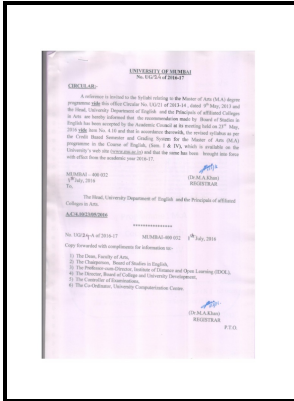 UNIVERSITY OF MUMBAI
No. UG/ -A of 2016-17
CIRCULAR:-
A reference is invited to the Syllabi relating to the Master of Arts (M.A) degree
programme vide this office Circular No. UG/21 of 2013-14, dated 9th May, 2013 and
the Head, University Department of English and the Principals of affiliated Colleges
in Arts are hereby informed that the recommendation made by Board of Studies in
English has been accepted by the Academic Council at its meeting held on 23rd May,
2016 vide item No. 4.10 and that in accordance therewith, the revised syllabus as per
the Credit Based Semester and Grading System for the Master of Arts (M.A)
programme in the Course of English, (Sem. I & IV), which is available on the
University's web site (www.mu.ac.in) and that the same has been brought into force
with effect from the academic year 2016-17.
MUMBAI – 400 032
July, 2016
(Dr.M.A.Khan)
REGISTRAR
To,
The Head, University Department of English and the Principals of affiliated
Colleges in Arts.
A.C/4.10/23/05/2016
***************
No. UG/ -A of 2016-17
MUMBAI-400 032
July, 2016
Copy forwarded with compliments for information to:-
1) The Dean, Faculty of Arts,
2) The Chairperson, Board of Studies in English,
3) The Professor-cum-Director, Institute of Distance and Open Learning (IDOL),
4) The Director, Board of College and University Development,
5) The Controller of Examinations,
6) The Co-Ordinator, University Computerization Centre.
(Dr.M.A.Khan)
REGISTRAR
P.T.O.